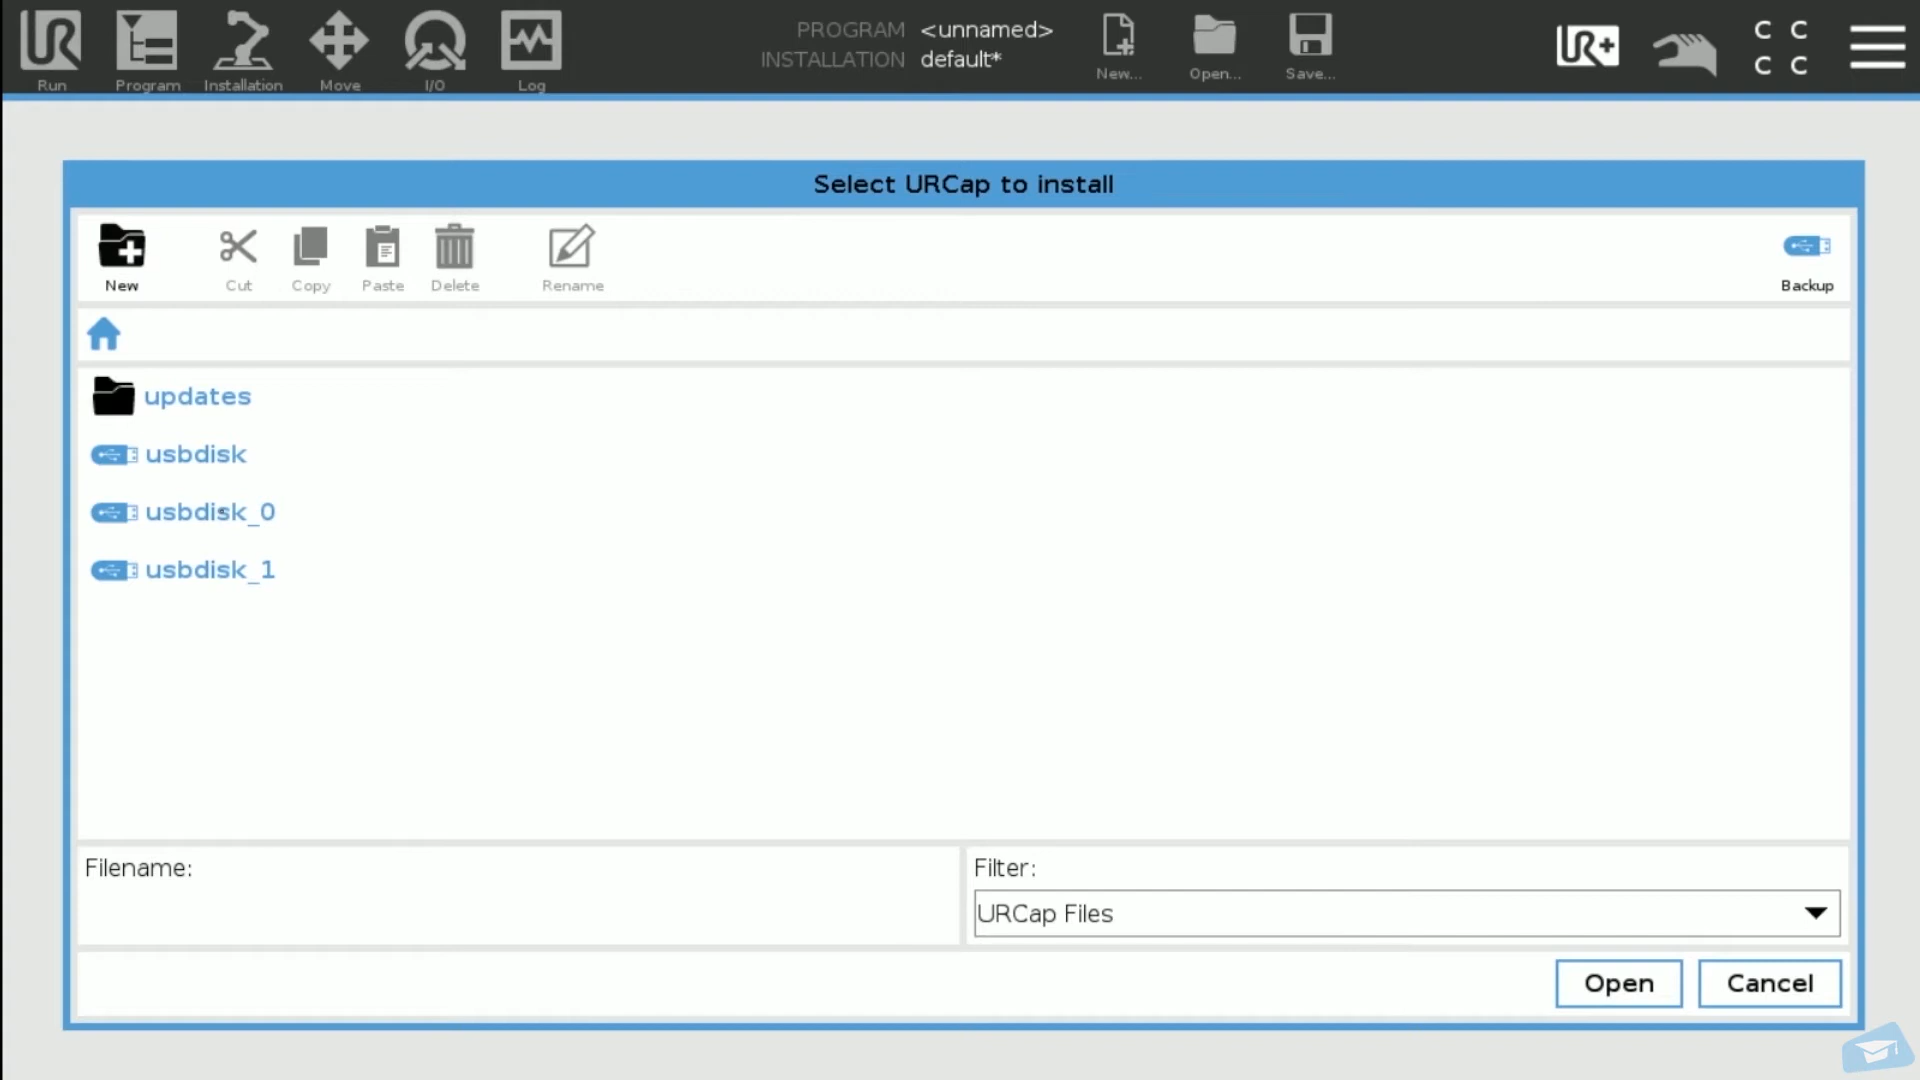 PROGRAM <unnamed>
INSTALLATION default*
Run Program Installation Move I/O Log
New... Open... Save...
UR+
C C
C C
Select URCap to install
New Cut Copy Paste Delete Rename Backup
updates
usbdisk
usbdisk_0
usbdisk_1
Filename:
Filter:
URCap Files
Open Cancel